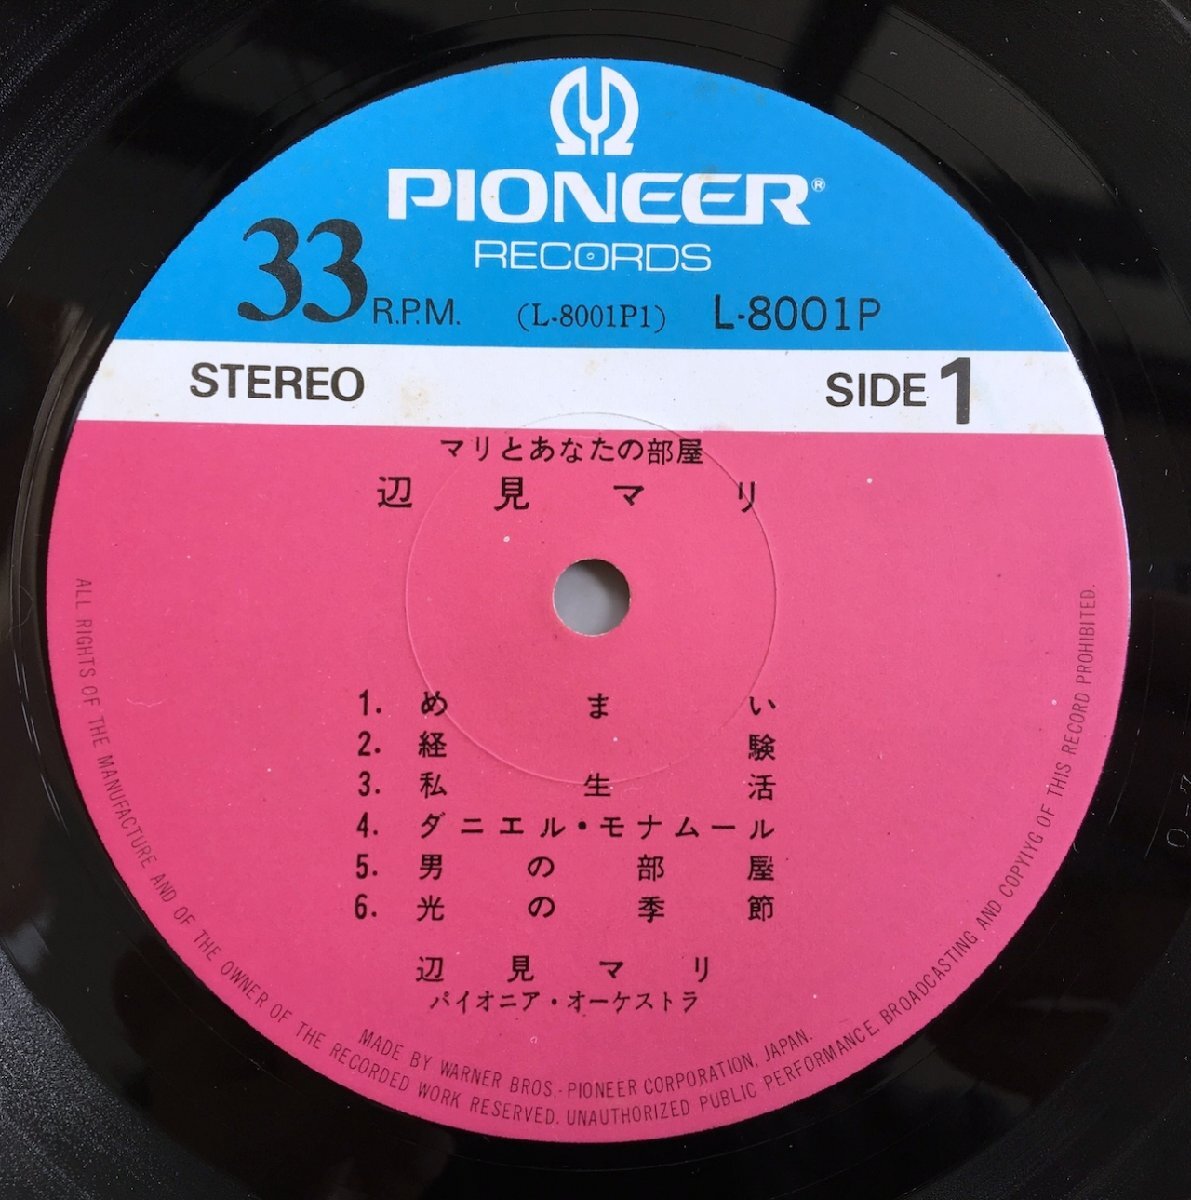 PIONEER®
RECORDS
33 R.P.M. (L-8001P1) L-8001P
STEREO SIDE 1
マリとあなたの部屋
辺見マリ
1. めまい
2. 経験
3. 私生活
4. ダニエル・モナムール
5. 男の部屋
6. 光の季節
辺見マリ
パイオニア・オーケストラ
MADE BY WARNER BROS.-PIONEER CORPORATION, JAPAN.
ALL RIGHTS OF THE MANUFACTURE AND OF THE OWNER OF THE RECORDED WORK RESERVED. UNAUTHORIZED PUBLIC PERFORMANCE, BROADCASTING AND COPYIYG OF THIS RECORD PROHIBITED.